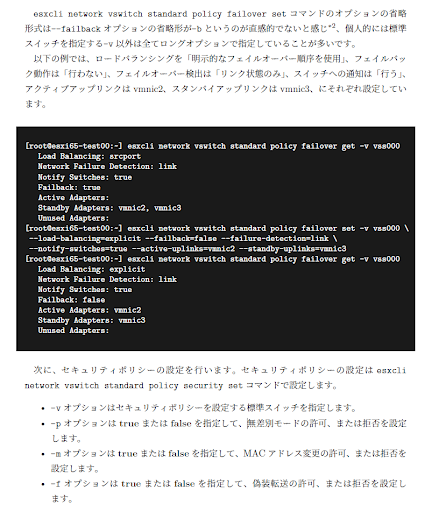 esxcli network vswitch standard policy failover set コマンドのオプションの省略
形式は--failback オプションの省略形が-b というのが直感的でないと感じ*2、個人的には標準
スイッチを指定する-v 以外は全てロングオプションで指定していることが多いです。
以下の例では、ロードバランシングを「明示的なフェイルオーバー順序を使用」、フェイルバッ
ク動作は「行わない」、フェイルオーバー検出は「リンク状態のみ」、スイッチへの通知は「行う」、
アクティブアップリンクは vmnic2、スタンバイアップリンクは vmnic3、にそれぞれ設定してい
ます。
[root@esxi65-test00:~] esxcli network vswitch standard policy failover get -v vss000
Load Balancing: srcport
Network Failure Detection: link
Notify Switches: true
Failback: true
Active Adapters:
Standby Adapters: vmnic2, vmnic3
Unused Adapters:
[root@esxi65-test00:~] esxcli network vswitch standard policy failover set -v vss000 \
--load-balancing=explicit --failback=false --failure-detection=link \
--notify-switches=true --active-uplinks=vmnic2 --standby-uplinks=vmnic3
[root@esxi65-test00:~] esxcli network vswitch standard policy failover get -v vss000
Load Balancing: explicit
Network Failure Detection: link
Notify Switches: true
Failback: false
Active Adapters: vmnic2
Standby Adapters: vmnic3
Unused Adapters:
次に、セキュリティポリシーの設定を行います。セキュリティポリシーの設定は esxcli
network vswitch standard policy security set コマンドで設定します。
• -v オプションはセキュリティポリシーを設定する標準スイッチを指定します。
• -p オプションは true または false を指定して、無差別モードの許可、または拒否を設定
します。
• -m オプションは true または false を指定して、MAC アドレス変更の許可、または拒否を
設定します。
• -f オプションは true または false を指定して、偽装転送の許可、または拒否を設定しま
す。